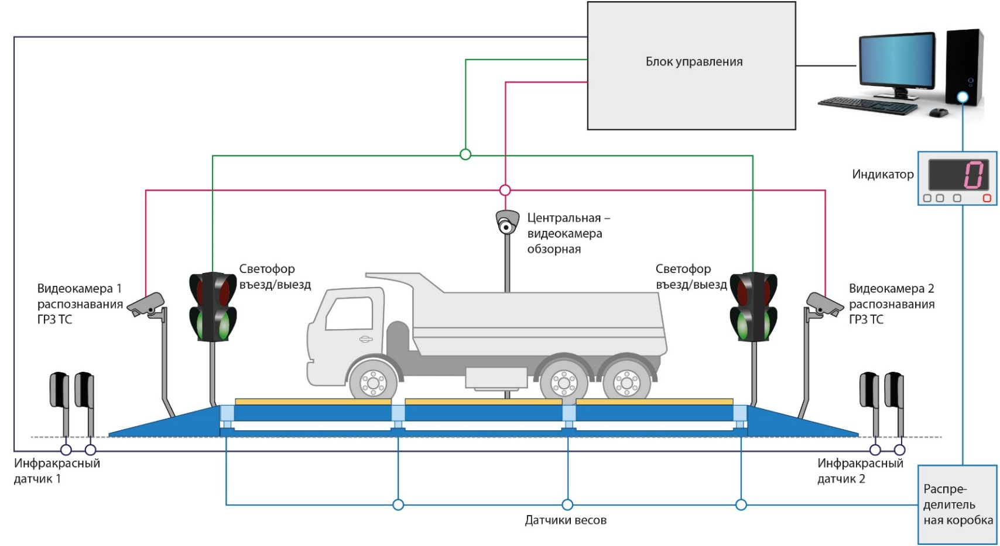 Блок управления
Индикатор
0
Центральная –
видеокамера
обзорная
Светофор
въезд/выезд
Светофор
въезд/выезд
Видеокамера 1
распознавания
ГРЗ ТС
Видеокамера 2
распознавания
ГРЗ ТС
Инфракрасный
датчик 1
Инфракрасный
датчик 2
Распре-
делитель
ная коробка
Датчики весов